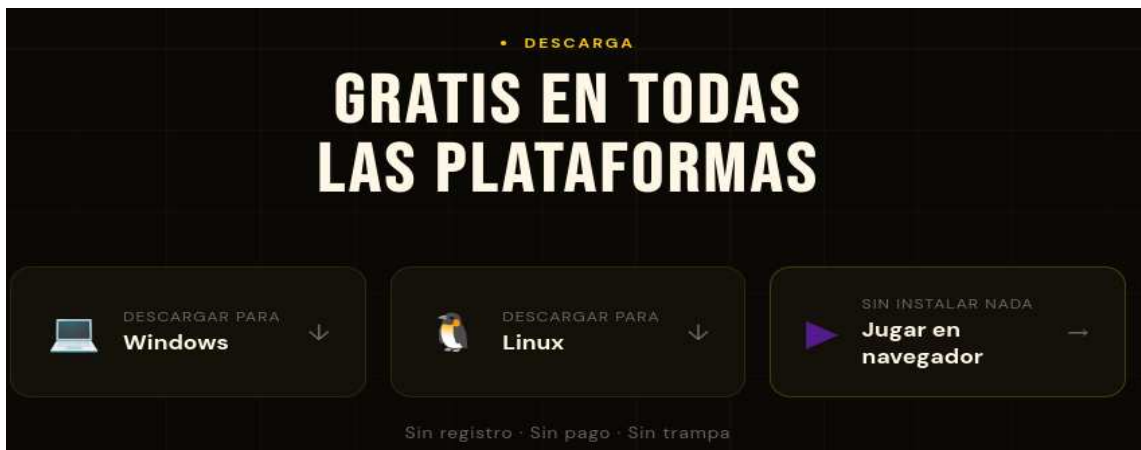 • DESCARGA
GRATIS EN TODAS
LAS PLATAFORMAS
DESCARGAR PARA
Windows
DESCARGAR PARA
Linux
SIN INSTALAR NADA
Jugar en
navegador
Sin registro · Sin pago · Sin trampa